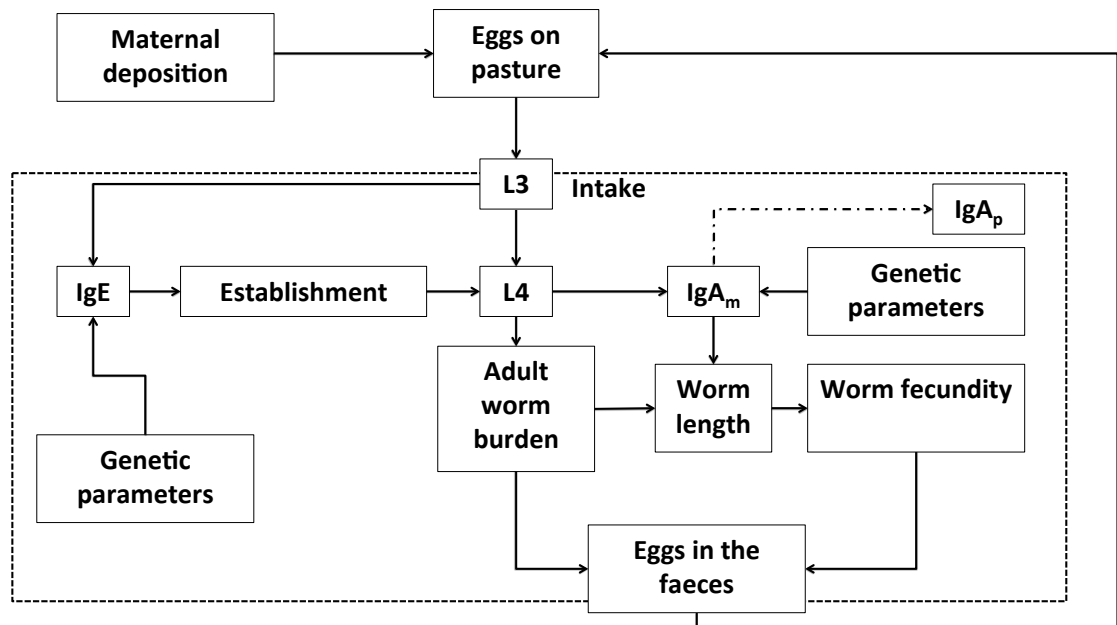 Maternal
deposition
Eggs on
pasture
L3
Intake
IgAp
IgE
Establishment
L4
IgAm
Genetic
parameters
Adult
worm
burden
Worm
length
Worm fecundity
Genetic
parameters
Eggs in the
faeces